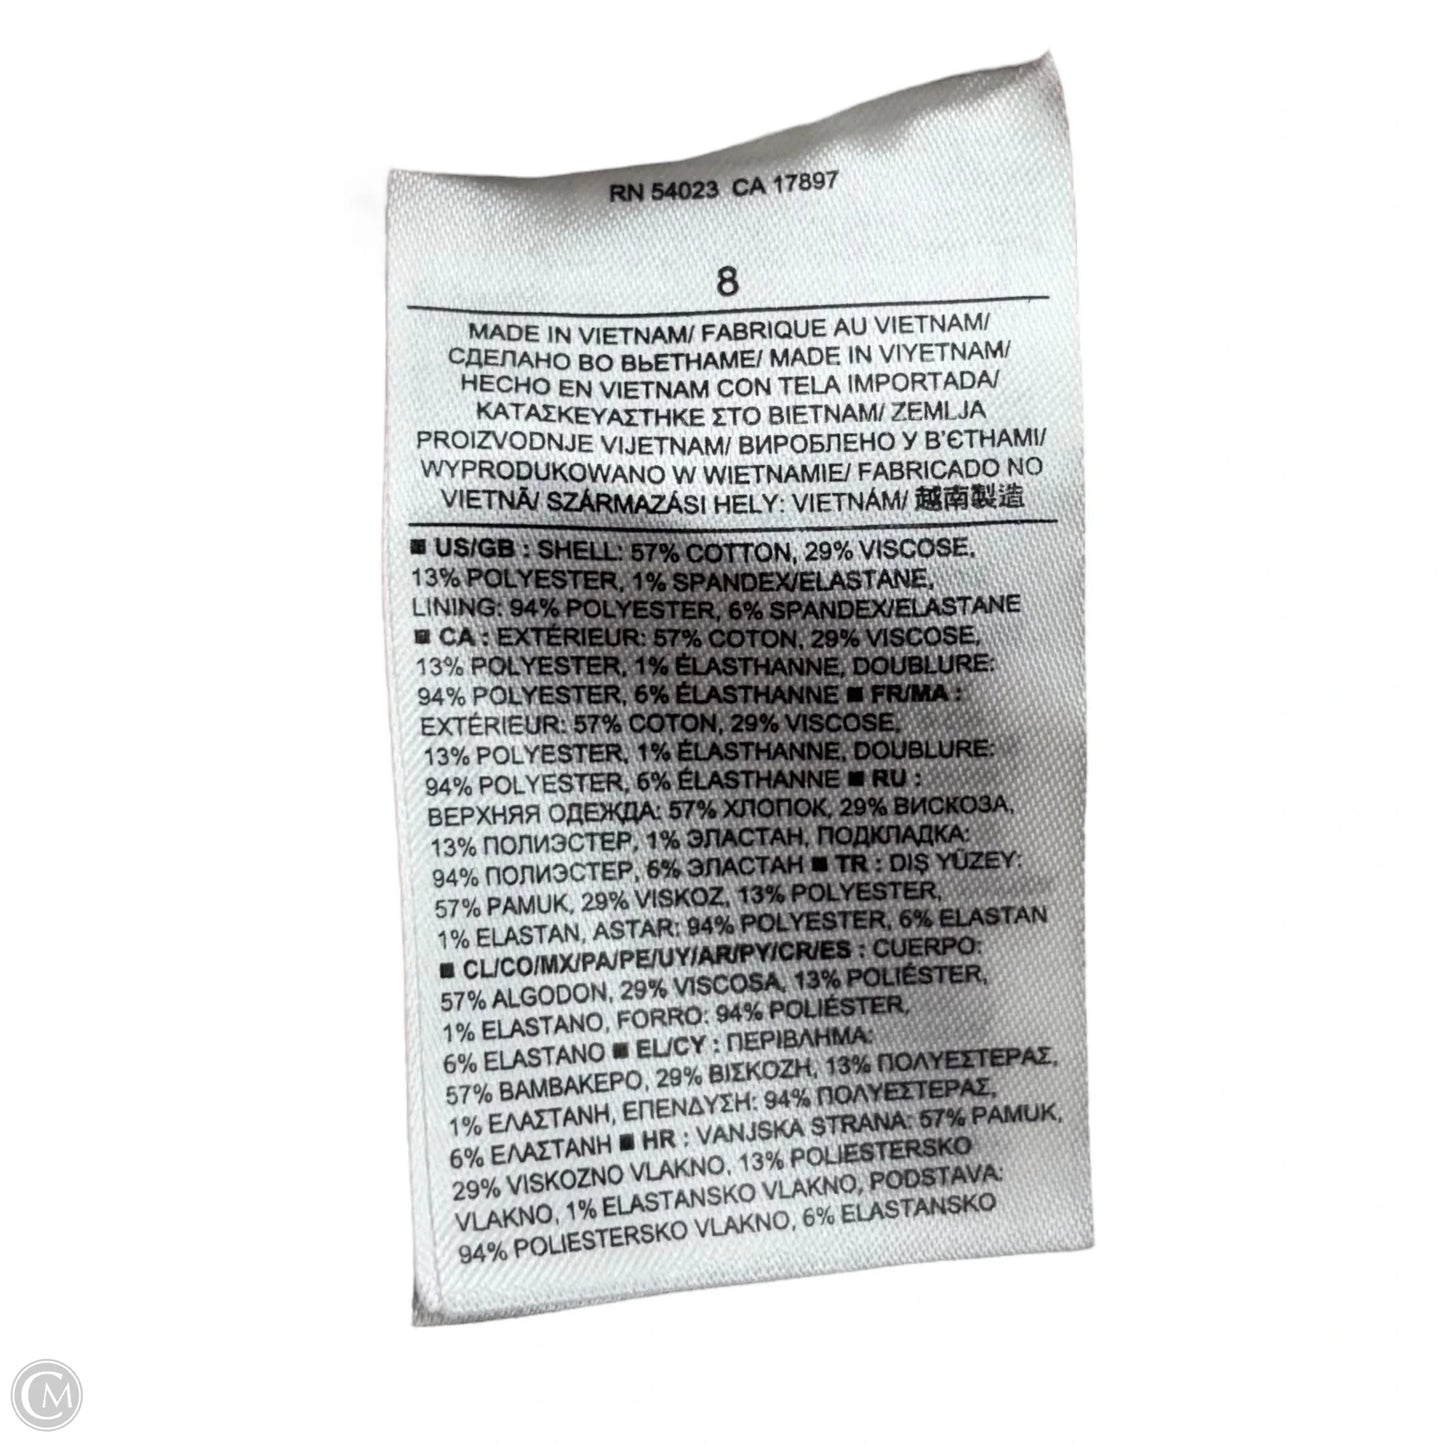 RN 54023 CA 17897
8
MADE IN VIETNAM/ FABRIQUE AU VIETNAM/
СДЕЛАНО ВО ВЬЕТНАМЕ/ MADE IN VIYETNAM/
HECHO EN VIETNAM CON TELA IMPORTADA/
ΚΑΤΑΣΚΕΥΑΣΤΗΚΕ ΣΤΟ ΒΙΕΤΝΑΜ/ ZEMLJA
PROIZVODNJE VIJETNAM/ ВИРОБЛЕНО У В'ЄТНАМІ/
WYPRODUKOWANO W WIETNAMIE/ FABRICADO NO
VIETNÃ/ SZÁRMAZÁSI HELY: VIETNÁM/ 越南製造
■ US/GB : SHELL: 57% COTTON, 29% VISCOSE,
13% POLYESTER, 1% SPANDEX/ELASTANE,
LINING: 94% POLYESTER, 6% SPANDEX/ELASTANE
■ CA : EXTÉRIEUR: 57% COTON, 29% VISCOSE,
13% POLYESTER, 1% ÉLASTHANNE, DOUBLURE:
94% POLYESTER, 6% ÉLASTHANNE ■ FR/MA :
EXTÉRIEUR: 57% COTON, 29% VISCOSE,
13% POLYESTER, 1% ÉLASTHANNE, DOUBLURE:
94% POLYESTER, 6% ÉLASTHANNE ■ RU :
ВЕРХНЯЯ ОДЕЖДА: 57% ХЛОПОК, 29% ВИСКОЗА,
13% ПОЛИЭСТЕР, 1% ЭЛАСТАН, ПОДКЛАДКА:
94% ПОЛИЭСТЕР, 6% ЭЛАСТАН ■ TR : DIŞ YÜZEY:
57% PAMUK, 29% VISKOZ, 13% POLYESTER,
1% ELASTAN, ASTAR: 94% POLYESTER, 6% ELASTAN
■ CL/CO/MX/PA/PE/UY/AR/PY/CR/ES : CUERPO:
57% ALGODON, 29% VISCOSA, 13% POLIÉSTER,
1% ELASTANO, FORRO: 94% POLIÉSTER,
6% ELASTANO ■ EL/CY : ΠΕΡΙΒΛΗΜΑ:
57% ΒΑΜΒΑΚΕΡΟ, 29% ΒΙΣΚΟΖΗ, 13% ΠΟΛΥΕΣΤΕΡΑΣ,
1% ΕΛΑΣΤΑΝΗ, ΕΠΕΝΔΥΣΗ: 94% ΠΟΛΥΕΣΤΕΡΑΣ,
6% ΕΛΑΣΤΑΝΗ ■ HR : VANJSKA STRANA: 57% PAMUK,
29% VISKOZNO VLAKNO, 13% POLIESTERSKO
VLAKNO, 1% ELASTANSKO VLAKNO, PODSTAVA:
94% POLIESTERSKO VLAKNO, 6% ELASTANSKO
CM